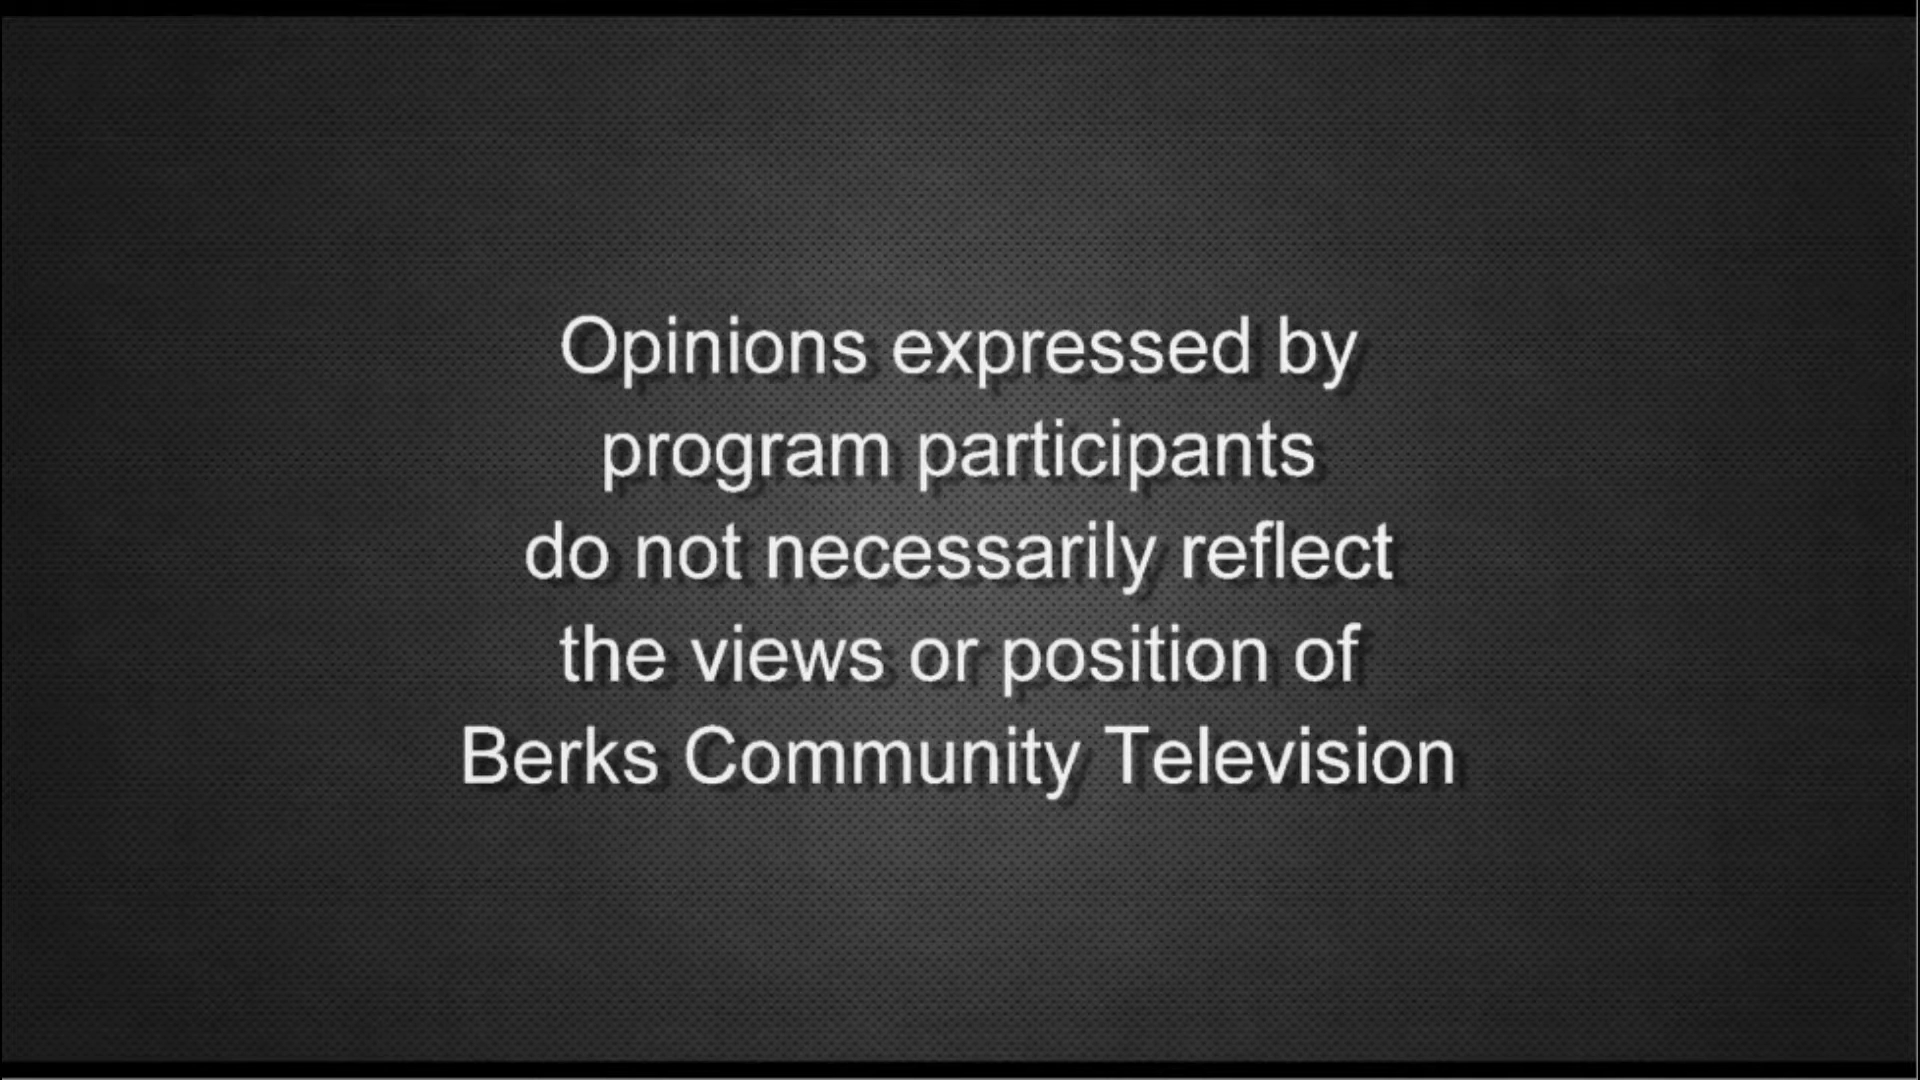 Opinions expressed by
program participants
do not necessarily reflect
the views or position of
Berks Community Television